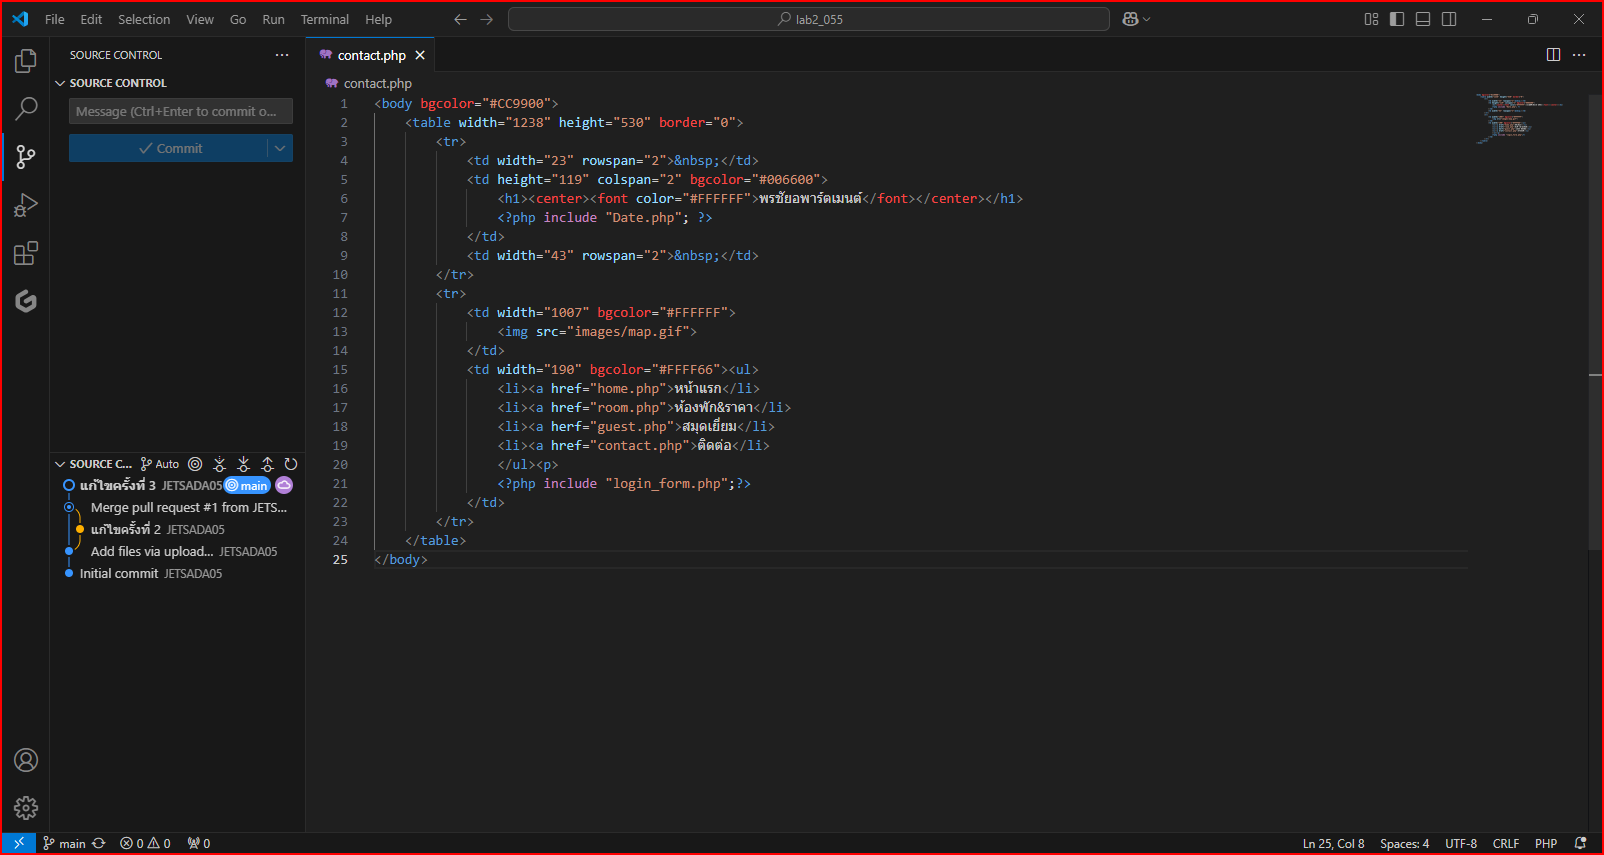 File Edit Selection View Go Run Terminal Help
lab2_055
SOURCE CONTROL
SOURCE CONTROL
Message (Ctrl+Enter to commit o...
Commit
SOURCE C... Auto
แก้ไขครั้งที่ 3 JETSADA05 main
Merge pull request #1 from JETS...
แก้ไขครั้งที่ 2 JETSADA05
Add files via upload... JETSADA05
Initial commit JETSADA05
contact.php
contact.php
1 <body bgcolor="#CC9900">
2 <table width="1238" height="530" border="0">
3 <tr>
4 <td width="23" rowspan="2">&nbsp;</td>
5 <td height="119" colspan="2" bgcolor="#006600">
6 <h1><center><font color="#FFFFFF">พรชัยอพาร์ตเมนต์</font></center></h1>
7 <?php include "Date.php"; ?>
8 </td>
9 <td width="43" rowspan="2">&nbsp;</td>
10 </tr>
11 <tr>
12 <td width="1007" bgcolor="#FFFFFF">
13 <img src="images/map.gif">
14 </td>
15 <td width="190" bgcolor="#FFFF66"><ul>
16 <li><a href="home.php">หน้าแรก</li>
17 <li><a href="room.php">ห้องพัก&ราคา</li>
18 <li><a herf="guest.php">สมุดเยี่ยม</li>
19 <li><a href="contact.php">ติดต่อ</li>
20 </ul><p>
21 <?php include "login_form.php";?>
22 </td>
23 </tr>
24 </table>
25 </body>
main 0 0 0
Ln 25, Col 8 Spaces: 4 UTF-8 CRLF PHP